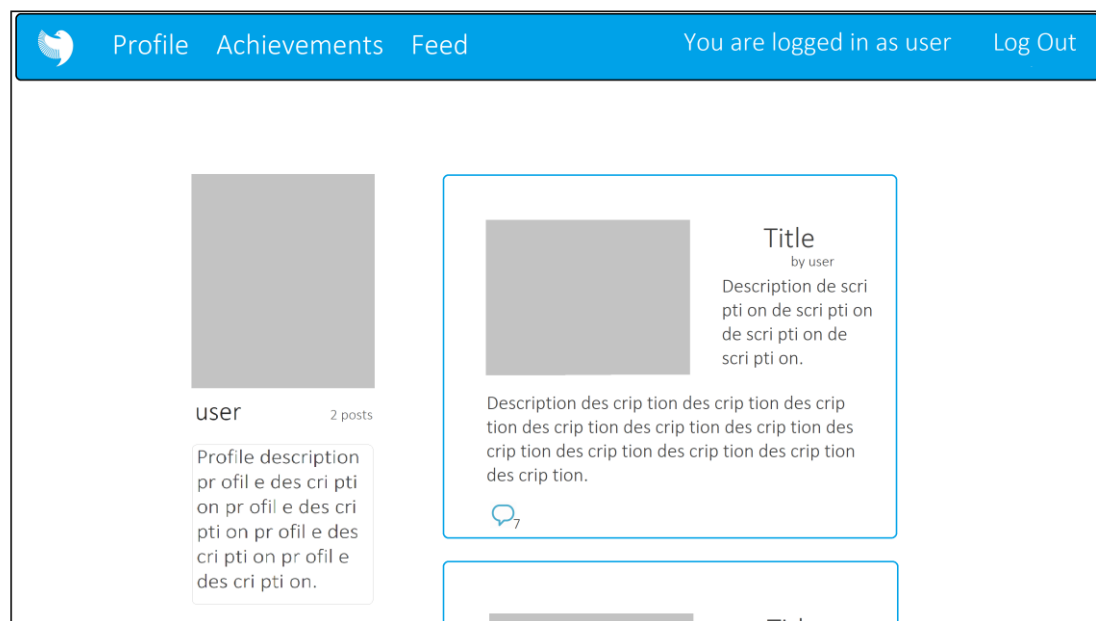 Profile Achievements Feed You are logged in as user Log Out
user 2 posts
Profile description
pr ofil e des cri pti
on pr ofil e des cri
pti on pr ofil e des
cri pti on pr ofil e
des cri pti on.
Title
by user
Description de scri
pti on de scri pti on
de scri pti on de
scri pti on.
Description des crip tion des crip tion des crip
tion des crip tion des crip tion des crip tion des
crip tion des crip tion des crip tion des crip tion
des crip tion.
7